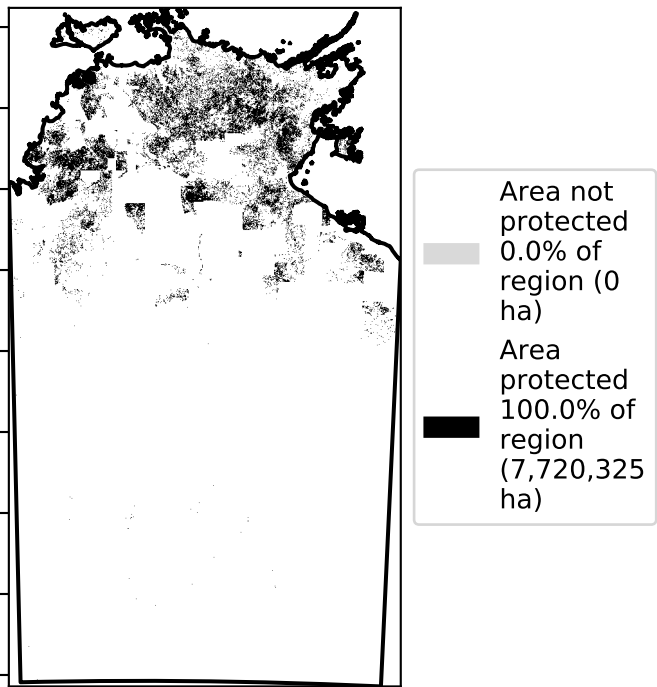 Area not
protected
0.0% of
region (0
ha)
Area
protected
100.0% of
region
(7,720,325
ha)